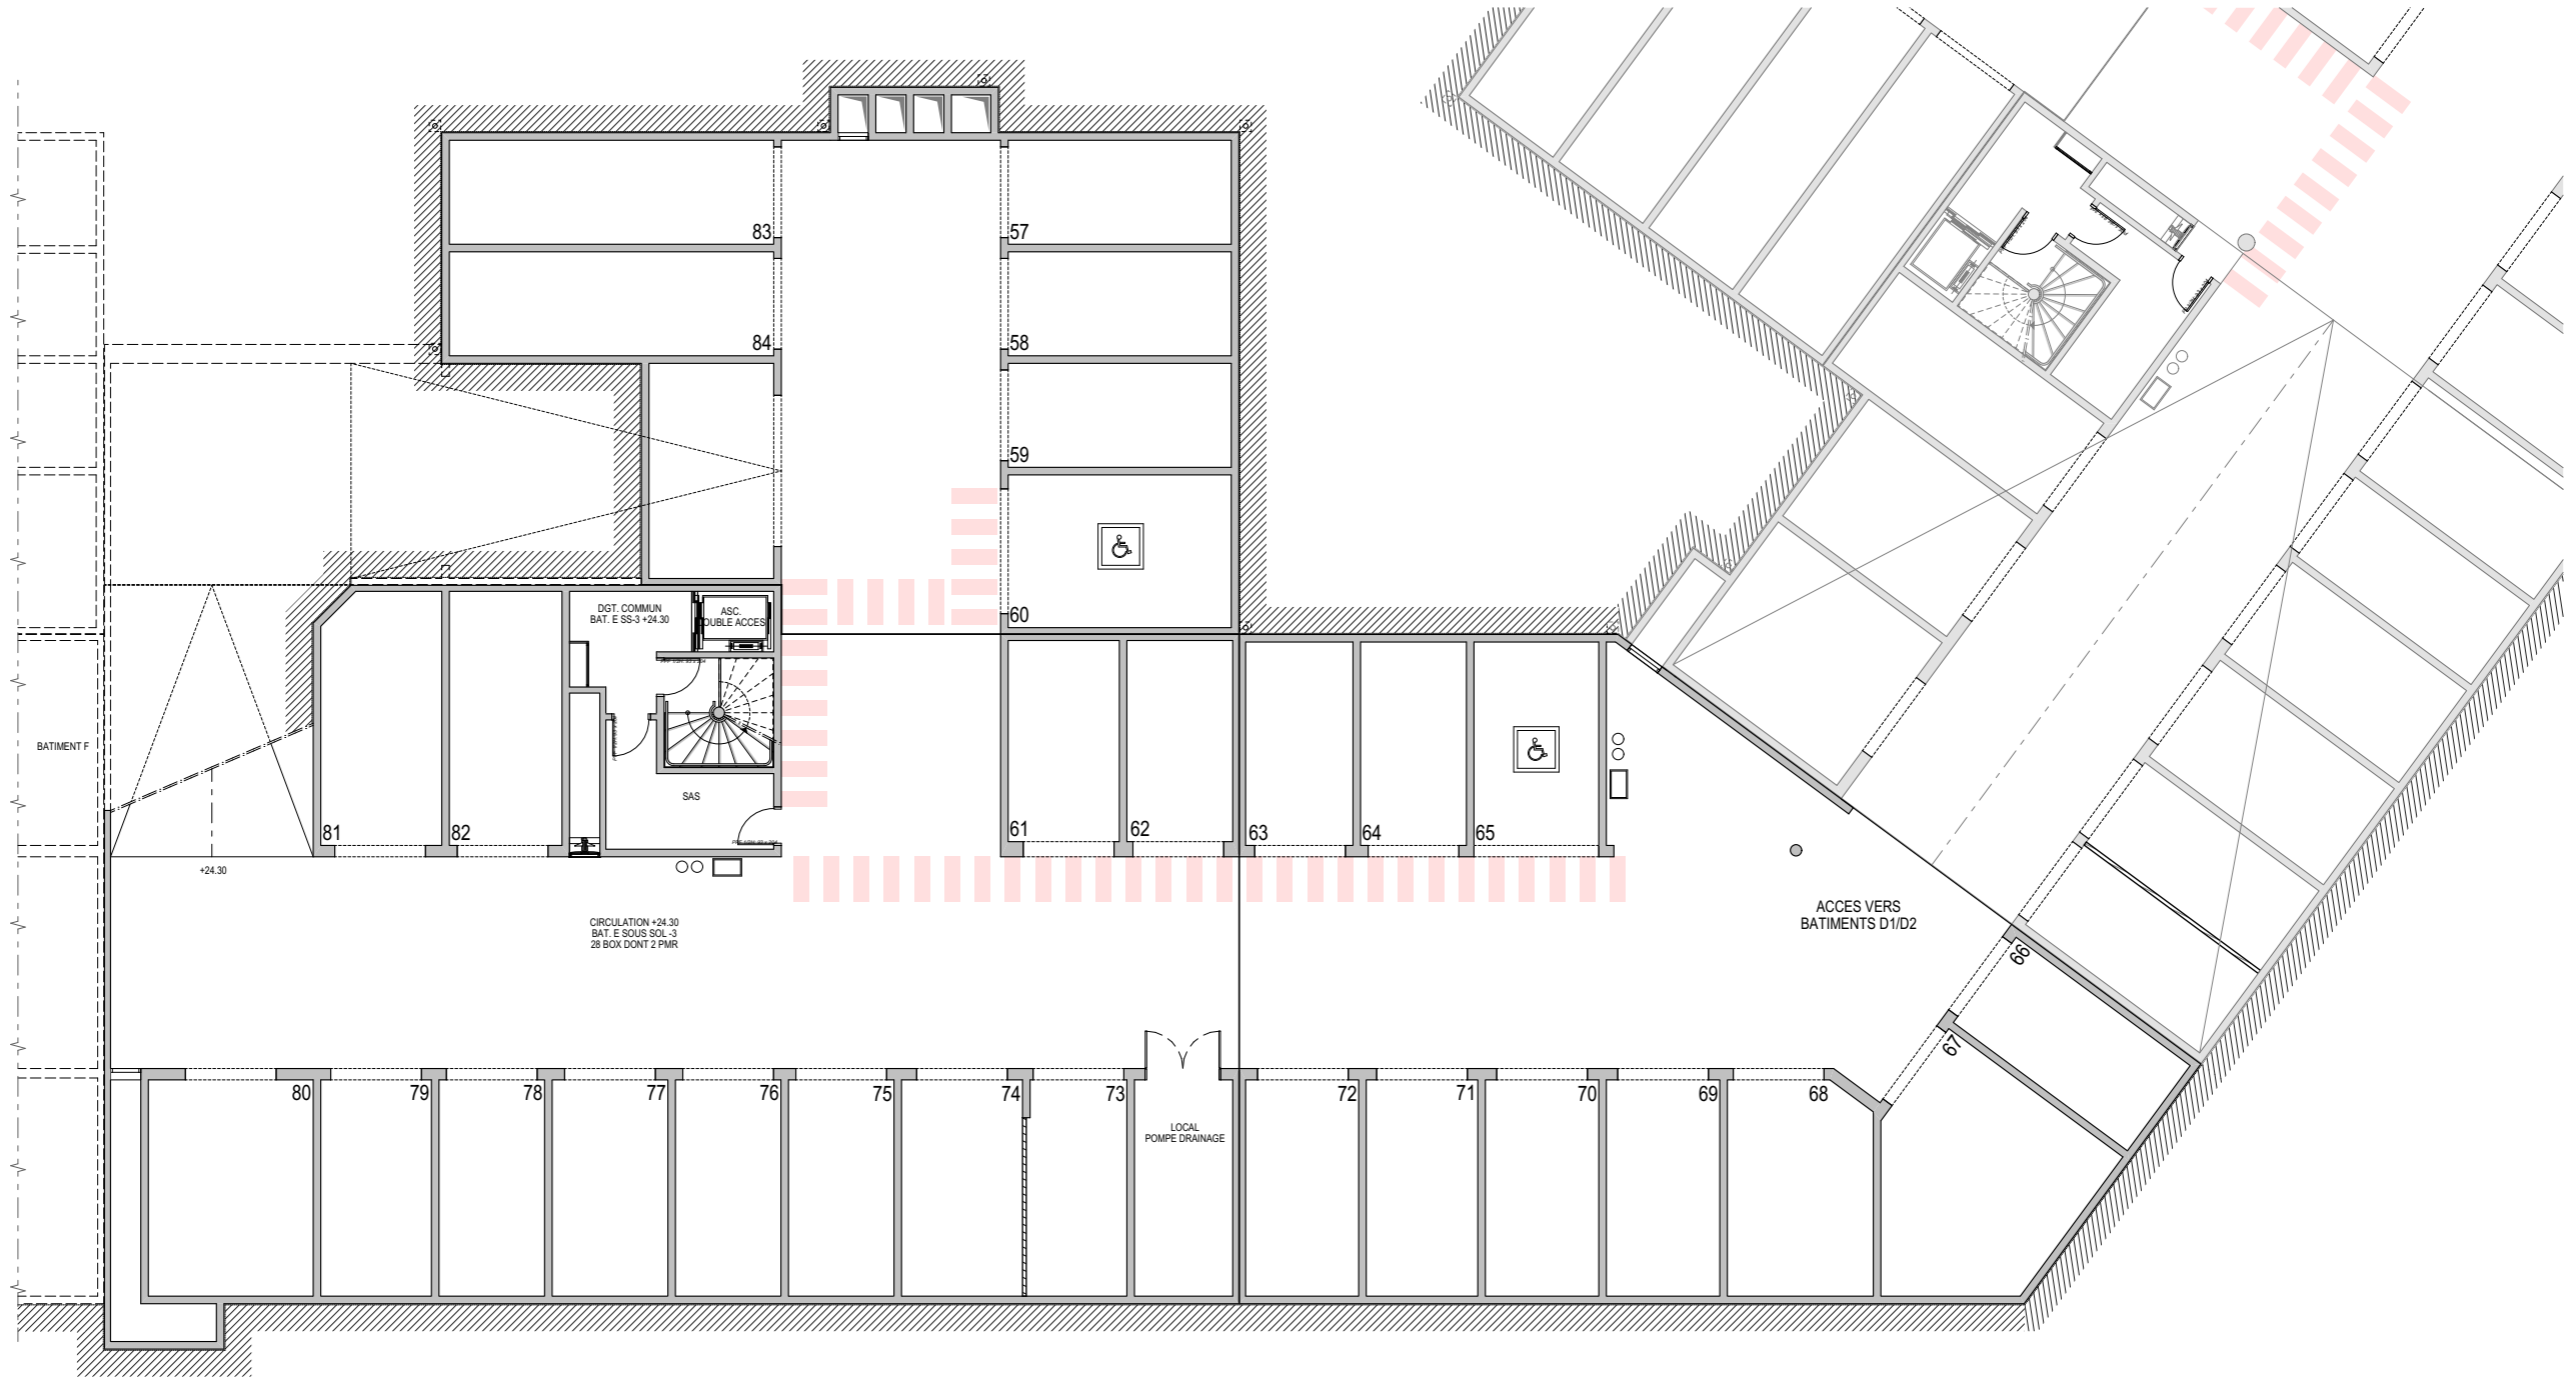 83
57
84
58
59
60
DGT. COMMUN
BAT. E SS-3 +24.30
ASC.
OUBLE ACCES
BATIMENT F
SAS
81
82
61
62
63
64
65
+24.30
CIRCULATION +24.30
BAT. E SOUS SOL -3
28 BOX DONT 2 PMR
ACCES VERS
BATIMENTS D1/D2
66
67
80
79
78
77
76
75
74
73
72
71
70
69
68
LOCAL
POMPE DRAINAGE